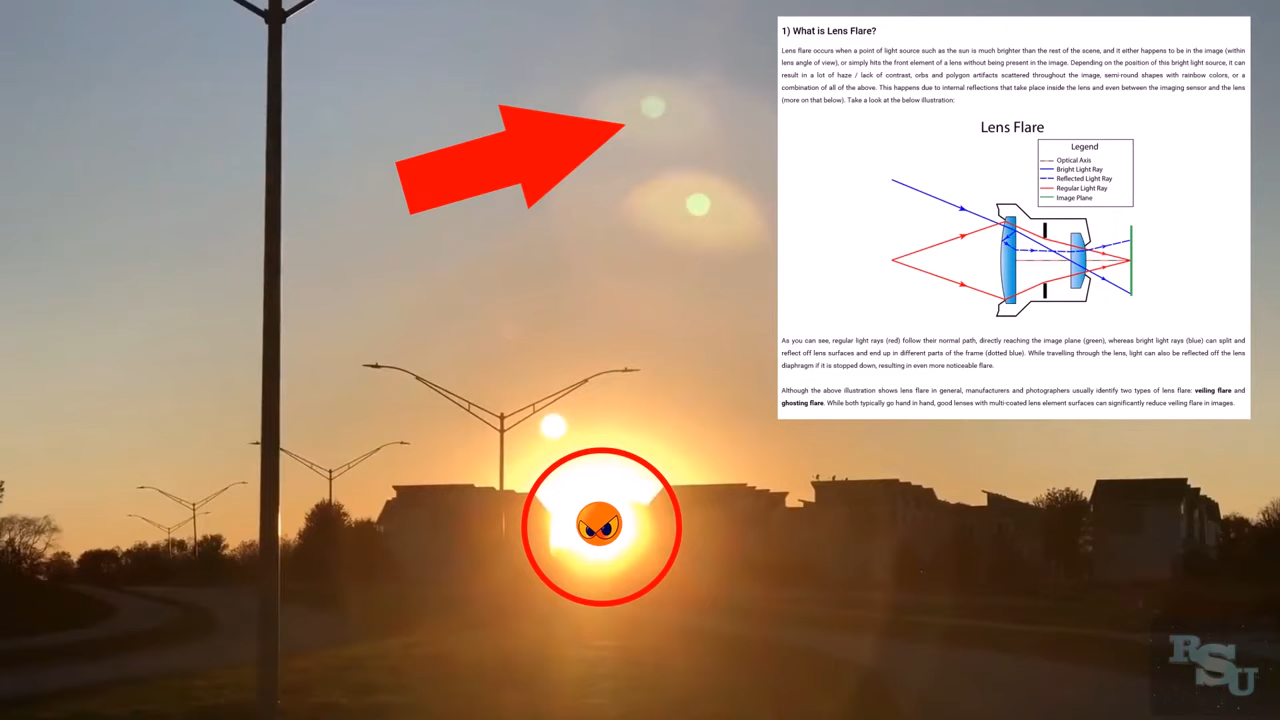 1) What is Lens Flare?
Lens flare occurs when a point of light source such as the sun is much brighter than the rest of the scene, and it either happens to be in the image (within
lens angle of view), or simply hits the front element of a lens without being present in the image. Depending on the position of this bright light source, it can
result in a lot of haze / lack of contrast, orbs and polygon artifacts scattered throughout the image, semi-round shapes with rainbow colors, or a
combination of all of the above. This happens due to internal reflections that take place inside the lens and even between the imaging sensor and the lens
(more on that below). Take a look at the below illustration:
Lens Flare
Legend
Optical Axis
Bright Light Ray
Reflected Light Ray
Regular Light Ray
Image Plane
As you can see, regular light rays (red) follow their normal path, directly reaching the image plane (green), whereas bright light rays (blue) can split and
reflect off lens surfaces and end up in different parts of the frame (dotted blue). While travelling through the lens, light can also be reflected off the lens
diaphragm if it is stopped down, resulting in even more noticeable flare.
Although the above illustration shows lens flare in general, manufacturers and photographers usually identify two types of lens flare: veiling flare and
ghosting flare. While both typically go hand in hand, good lenses with multi-coated lens element surfaces can significantly reduce veiling flare in images.
RSU